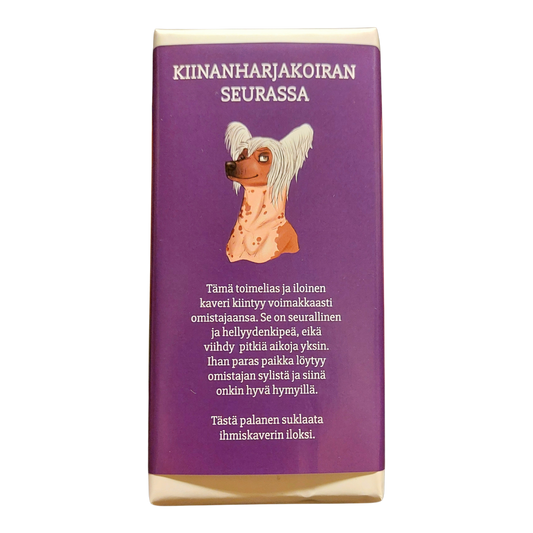 KIINANHARJAKOIRAN
SEURASSA
Tämä toimelias ja iloinen
kaveri kiintyy voimakkaasti
omistajaansa. Se on seurallinen
ja hellyydenkipeä, eikä
viihdy pitkiä aikoja yksin.
Ihan paras paikka löytyy
omistajan sylistä ja siinä
onkin hyvä hymyillä.
Tästä palanen suklaata
ihmiskaverin iloksi.